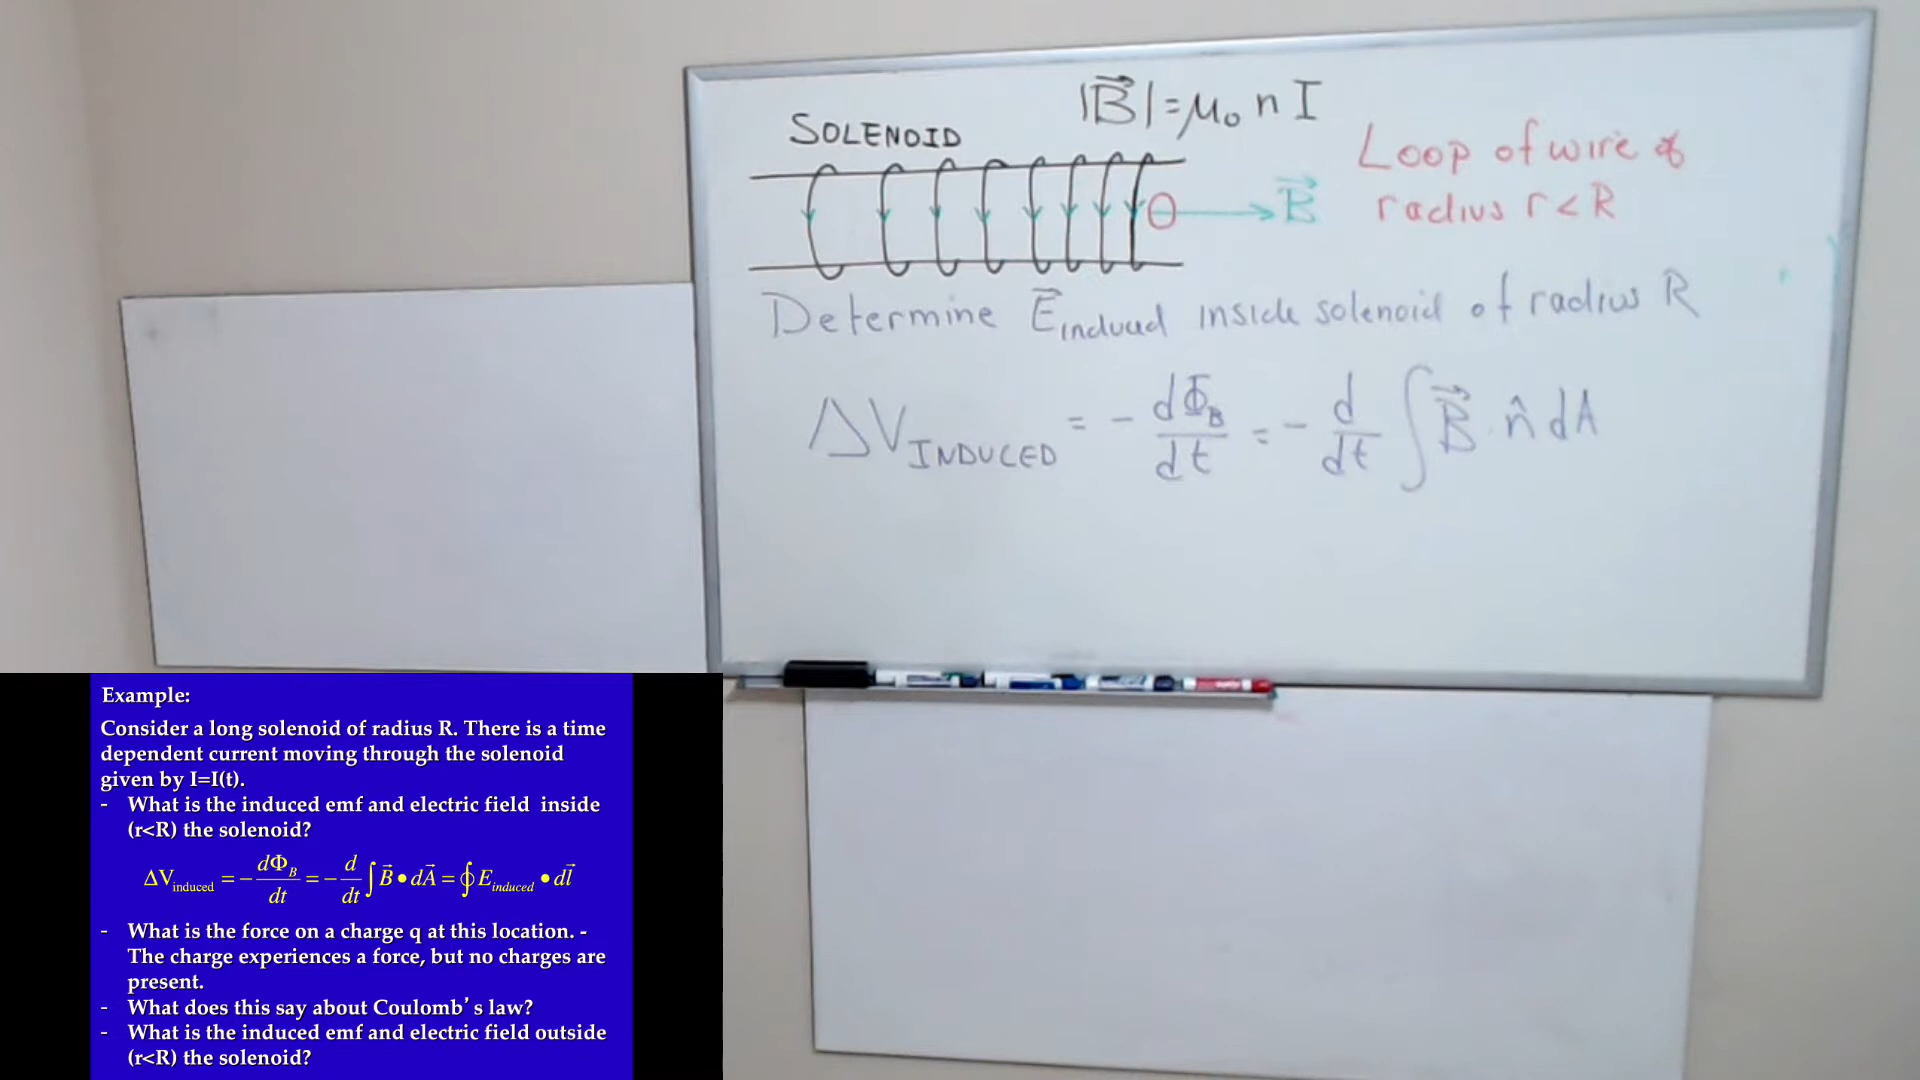 |B⃗| = μ₀ n I
SOLENOID
Loop of wire of
radius r < R
B⃗
Determine E⃗induced inside solenoid of radius R
ΔV INDUCED = - dΦB/dt = - d/dt ∫ B⃗ · n̂ dA
Example:
Consider a long solenoid of radius R. There is a time
dependent current moving through the solenoid
given by I=I(t).
- What is the induced emf and electric field inside
(r<R) the solenoid?
ΔVinduced = - dΦB/dt = - d/dt ∫ B⃗ • dA⃗ = ∮ Einduced • dl⃗
- What is the force on a charge q at this location. -
The charge experiences a force, but no charges are
present.
- What does this say about Coulomb's law?
- What is the induced emf and electric field outside
(r<R) the solenoid?